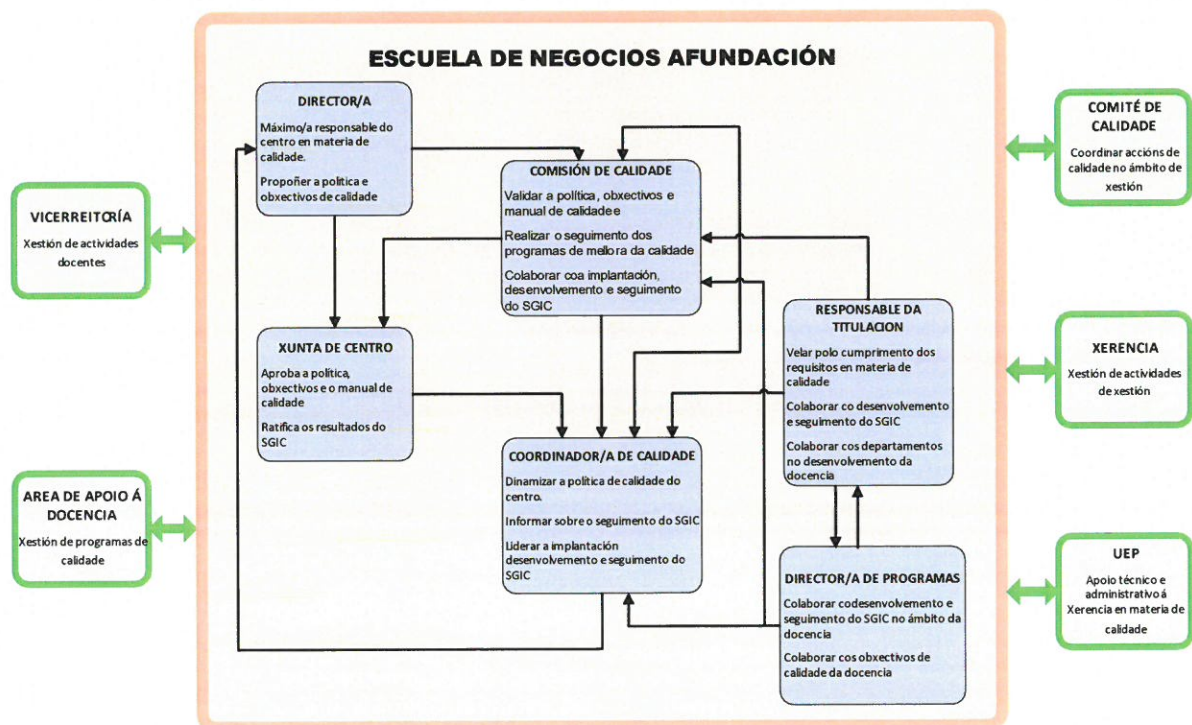 ESCUELA DE NEGOCIOS AFUNDACIÓN
DIRECTOR/A
Máximo/a responsable do
centro en materia de
calidade.
Propoñer a política e
obxectivos de calidade
COMISIÓN DE CALIDADE
Validar a política, obxectivos e
manual de calidade e
Realizar o seguimento dos
programas de mellora da calidade
Colaborar coa implantación,
desenvolvemento e seguimento
do SGIC
XUNTA DE CENTRO
Aproba a política,
obxectivos e o manual de
calidade
Ratifica os resultados do
SGIC
RESPONSABLE DA
TITULACION
Velar polo cumprimento dos
requisitos en materia de
calidade
Colaborar co desenvolvemento
e seguimento do SGIC
Colaborar cos departamentos
no desenvolvemento da
docencia
COORDINADOR/A DE CALIDADE
Dinamizar a política de calidade do
centro.
Informar sobre o seguimento do SGIC
Liderar a implantación
desenvolvemento e seguimento do
SGIC
DIRECTOR/A DE PROGRAMAS
Colaborar codesenvolvemento e
seguimento do SGIC no ámbito da
docencia
Colaborar cos obxectivos de
calidade da docencia
VICERREITORÍA
Xestión de actividades
docentes
AREA DE APOIO Á
DOCENCIA
Xestión de programas de
calidade
COMITÉ DE
CALIDADE
Coordinar accións de
calidade no ámbito de
xestión
XERENCIA
Xestión de actividades
de xestión
UEP
Apoio técnico e
administrativo á
Xerencia en materia de
calidade